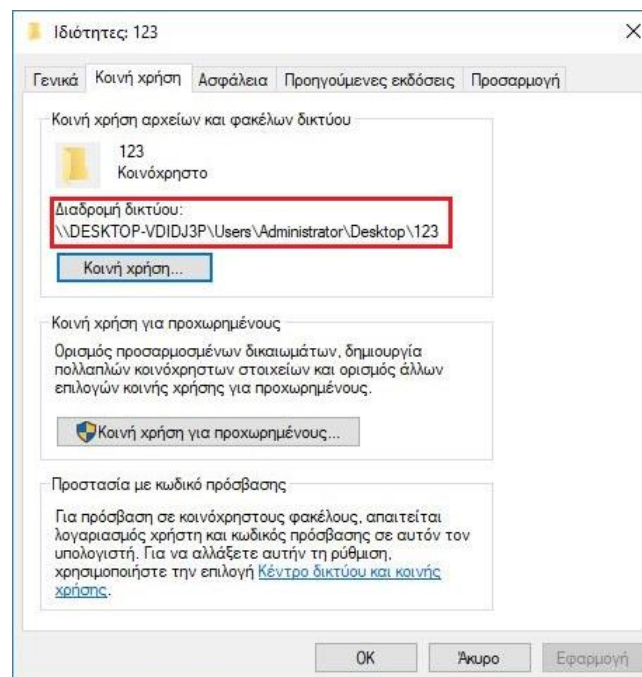 Ιδιότητες: 123
Γενικά Κοινή χρήση Ασφάλεια Προηγούμενες εκδόσεις Προσαρμογή
Κοινή χρήση αρχείων και φακέλων δικτύου
123
Κοινόχρηστο
Διαδρομή δικτύου:
\\DESKTOP-VDIDJ3P\Users\Administrator\Desktop\123
Κοινή χρήση...
Κοινή χρήση για προχωρημένους
Ορισμός προσαρμοσμένων δικαιωμάτων, δημιουργία
πολλαπλών κοινόχρηστων στοιχείων και ορισμός άλλων
επιλογών κοινής χρήσης για προχωρημένους.
Κοινή χρήση για προχωρημένους...
Προστασία με κωδικό πρόσβασης
Για πρόσβαση σε κοινόχρηστους φακέλους, απαιτείται
λογαριασμός χρήστη και κωδικός πρόσβασης σε αυτόν τον
υπολογιστή. Για να αλλάξετε αυτήν τη ρύθμιση,
χρησιμοποιήστε την επιλογή Κέντρο δικτύου και κοινής
χρήσης.
OK Άκυρο Εφαρμογή